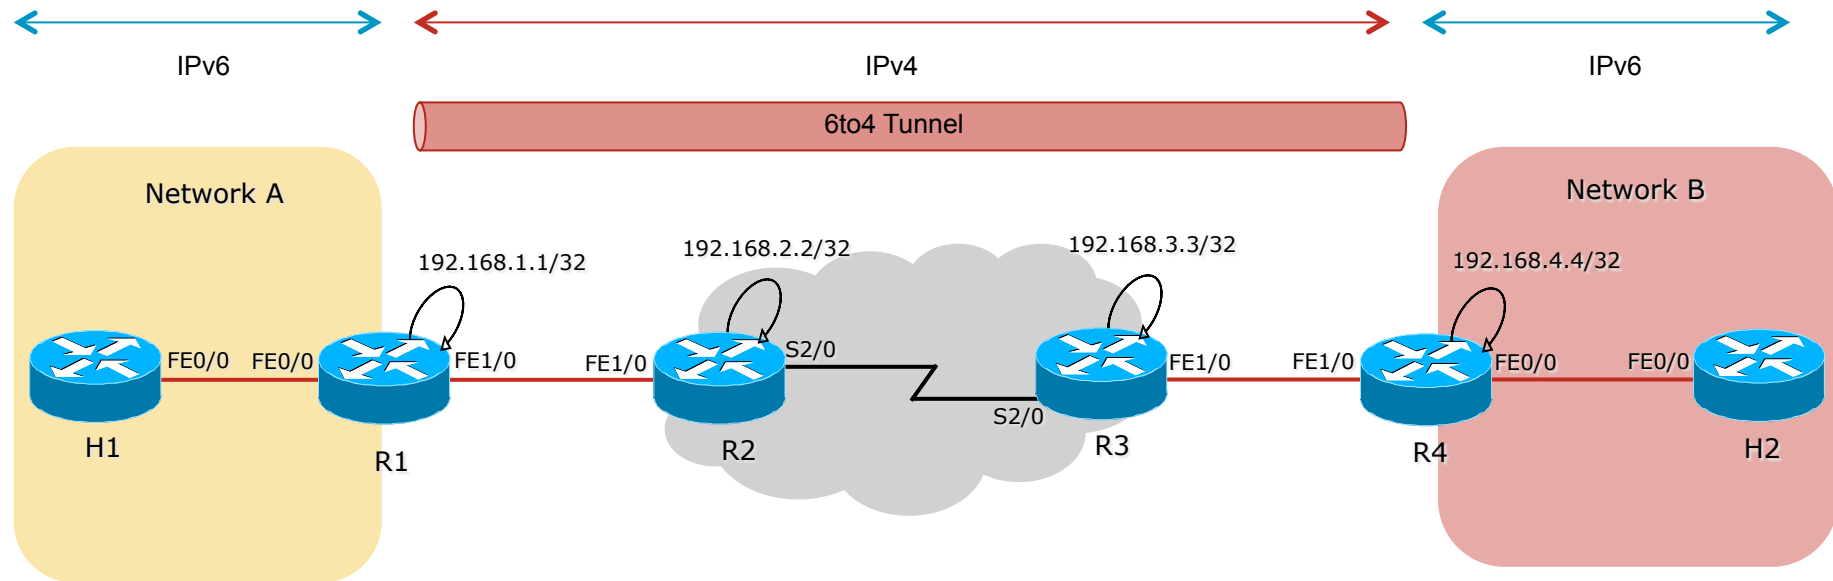 IPv6
IPv4
IPv6
6to4 Tunnel
Network A
Network B
192.168.1.1/32
192.168.2.2/32
192.168.3.3/32
192.168.4.4/32
FE0/0
FE0/0
FE1/0
FE1/0
S2/0
S2/0
FE1/0
FE1/0
FE0/0
FE0/0
H1
R1
R2
R3
R4
H2